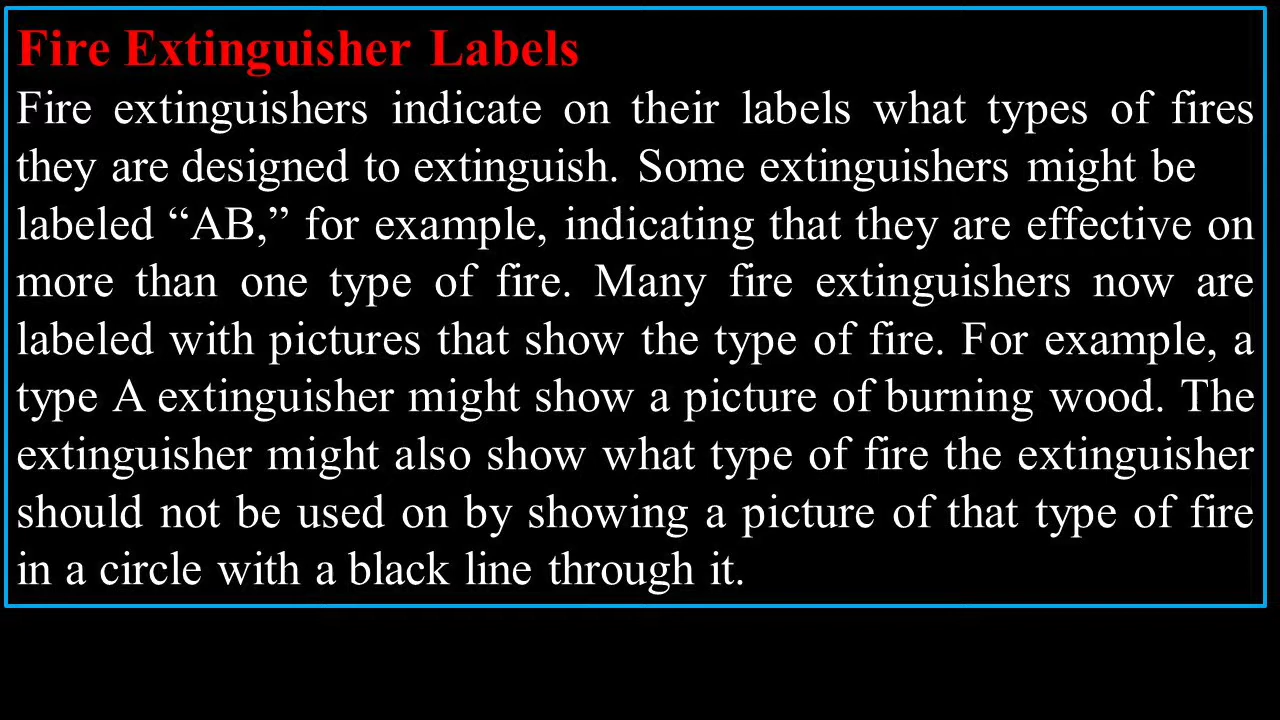 Fire Extinguisher Labels
Fire extinguishers indicate on their labels what types of fires
they are designed to extinguish. Some extinguishers might be
labeled “AB,” for example, indicating that they are effective on
more than one type of fire. Many fire extinguishers now are
labeled with pictures that show the type of fire. For example, a
type A extinguisher might show a picture of burning wood. The
extinguisher might also show what type of fire the extinguisher
should not be used on by showing a picture of that type of fire
in a circle with a black line through it.